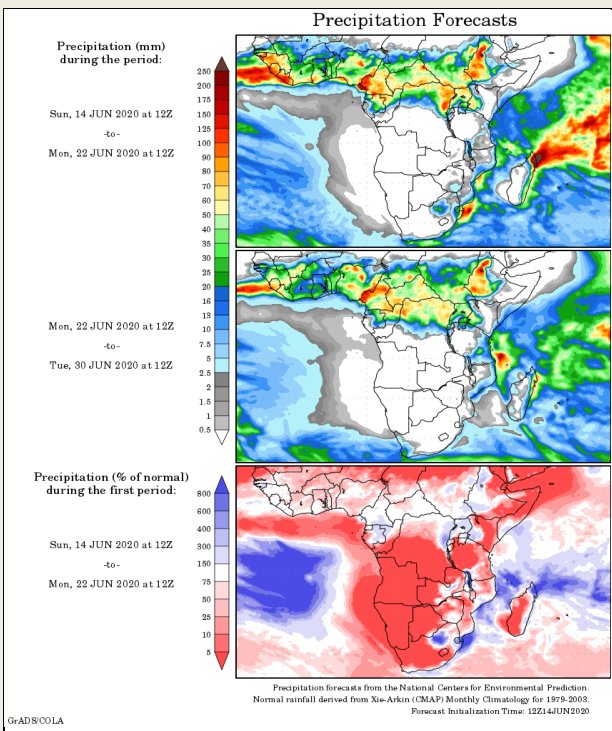 Precipitation Forecasts
Precipitation (mm)
during the period:
Sun, 14 JUN 2020 at 12Z
-to-
Mon, 22 JUN 2020 at 12Z
250
200
175
150
125
100
90
80
70
60
50
40
35
30
25
20
16
13
10
7.5
5
2.5
2
1.5
1
0.5
Mon, 22 JUN 2020 at 12Z
-to-
Tue, 30 JUN 2020 at 12Z
Precipitation (% of normal)
during the first period:
Sun, 14 JUN 2020 at 12Z
-to-
Mon, 22 JUN 2020 at 12Z
800
600
400
300
150
75
50
25
10
5
Precipitation forecasts from the National Centers for Environmental Prediction.
Normal rainfall derived from Xie-Arkin (CMAP) Monthly Climatology for 1979-2003.
Forecast Initialization Time: 12Z14JUN2020
GrADS/COLA